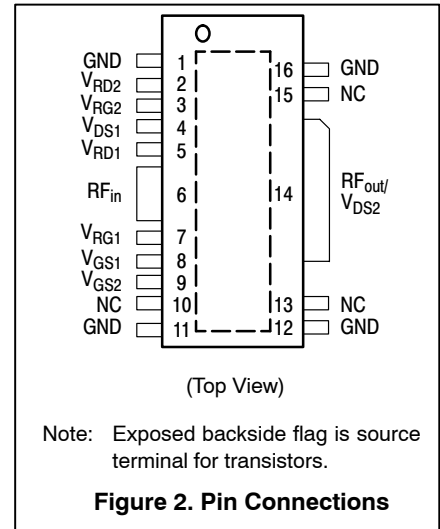 GND 1 16 GND
VRD2 2 15 NC
VRG2 3
VDS1 4
VRD1 5
RFin 6 14 RFout/
VDS2
VRG1 7
VGS1 8
VGS2 9
NC 10 13 NC
GND 11 12 GND
(Top View)
Note: Exposed backside flag is source
terminal for transistors.
Figure 2. Pin Connections